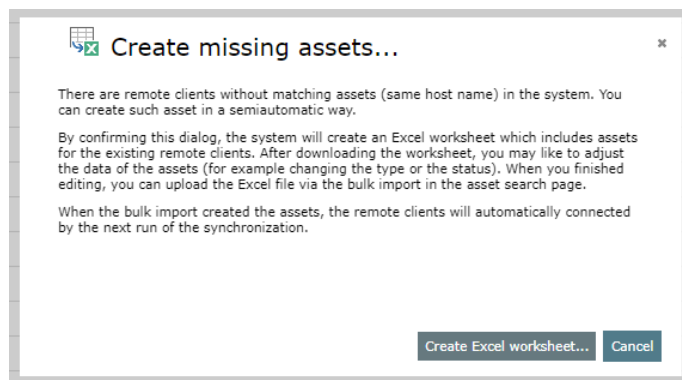 Create missing assets...
There are remote clients without matching assets (same host name) in the system. You
can create such asset in a semiautomatic way.
By confirming this dialog, the system will create an Excel worksheet which includes assets
for the existing remote clients. After downloading the worksheet, you may like to adjust
the data of the assets (for example changing the type or the status). When you finished
editing, you can upload the Excel file via the bulk import in the asset search page.
When the bulk import created the assets, the remote clients will automatically connected
by the next run of the synchronization.
Create Excel worksheet... Cancel